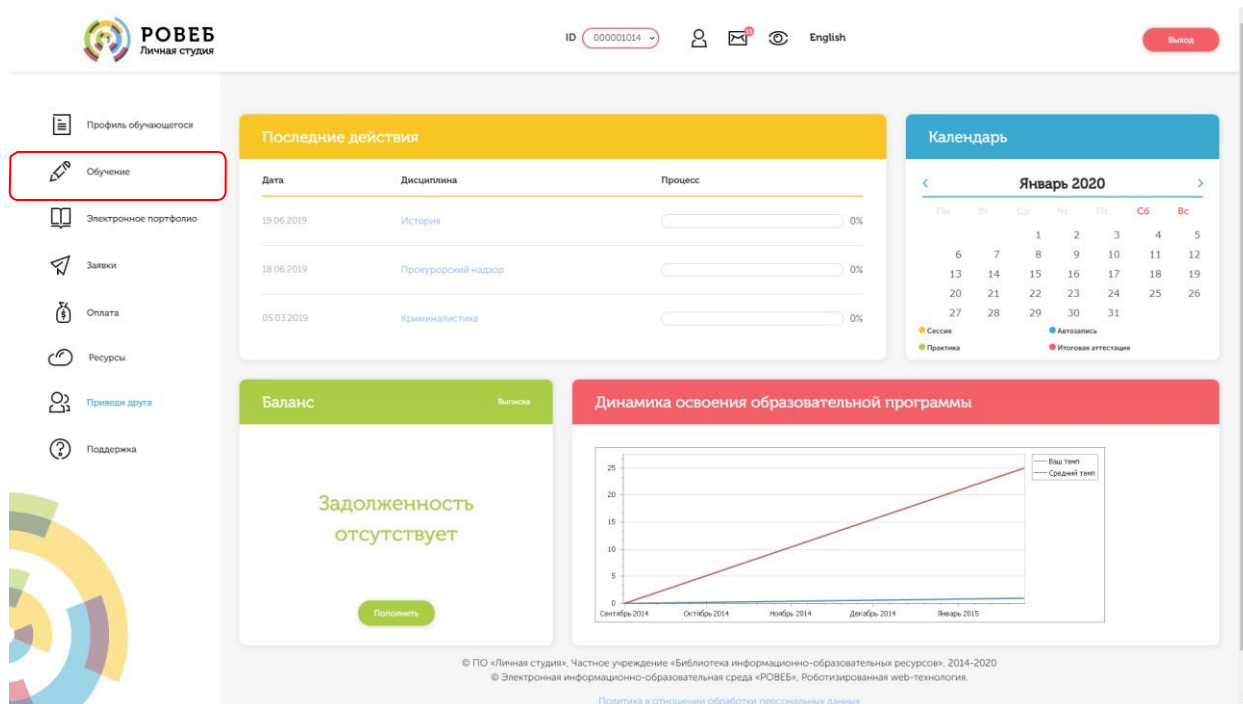 РОВЕБ
Личная студия
ID 000001014
English
Выход
Профиль обучающегося
Обучение
Электронное портфолио
Заявки
Оплата
Ресурсы
Приведи друга
Поддержка
Последние действия
Дата Дисциплина Процесс
19.06.2019 История 0%
18.06.2019 Прокурорский надзор 0%
05.03.2019 Криминалистика 0%
Календарь
Январь 2020
Пн Вт Ср Чт Пт Сб Вс
1 2 3 4 5
6 7 8 9 10 11 12
13 14 15 16 17 18 19
20 21 22 23 24 25 26
27 28 29 30 31
Сессия Автозапись
Практика Итоговая аттестация
Баланс Выписка
Задолженность
отсутствует
Пополнить
Динамика освоения образовательной программы
Ваш темп
Средний темп
25
20
15
10
5
0
Сентябрь 2014 Октябрь 2014 Ноябрь 2014 Декабрь 2014 Январь 2015
© ПО «Личная студия», Частное учреждение «Библиотека информационно-образовательных ресурсов», 2014-2020
© Электронная информационно-образовательная среда «РОВЕБ», Роботизированная web-технология.
Политика в отношении обработки персональных данных